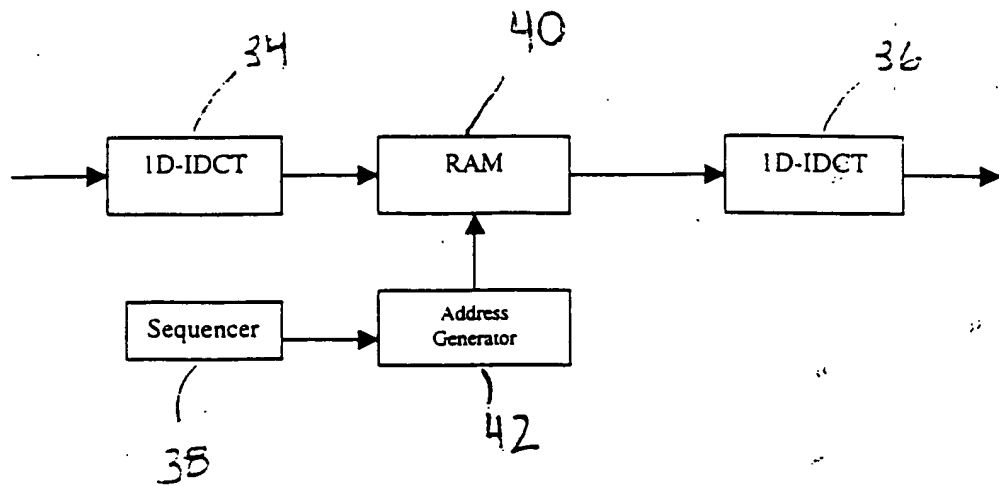 34
40
36
1D-IDCT
RAM
1D-IDCT
Sequencer
Address
Generator
38
42